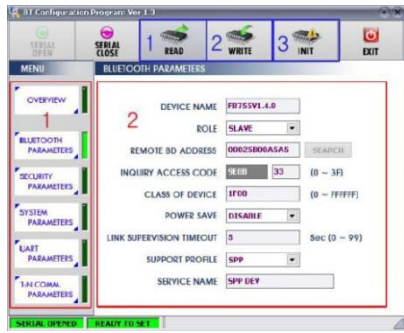 BT Configuration Program: Ver 1.3
SERIAL OPEN
SERIAL CLOSE
1 READ
2 WRITE
3 INIT
EXIT
MENU
BLUETOOTH PARAMETERS
OVERVIEW
1
BLUETOOTH PARAMETERS
SECURITY PARAMETERS
SYSTEM PARAMETERS
UART PARAMETERS
1:N COMM. PARAMETERS
2
DEVICE NAME FB755V1.4.0
ROLE SLAVE
REMOTE BD ADDRESS 00025B00A5A5 SEARCH
INQUIRY ACCESS CODE 9E8B 33 (0 ~ 3F)
CLASS OF DEVICE 1F00 (0 ~ FFFFFF)
POWER SAVE DISABLE
LINK SUPERVISION TIMEOUT 5 Sec (0 ~ 99)
SUPPORT PROFILE SPP
SERVICE NAME SPP DEV
SERIAL OPENED
READY TO SET